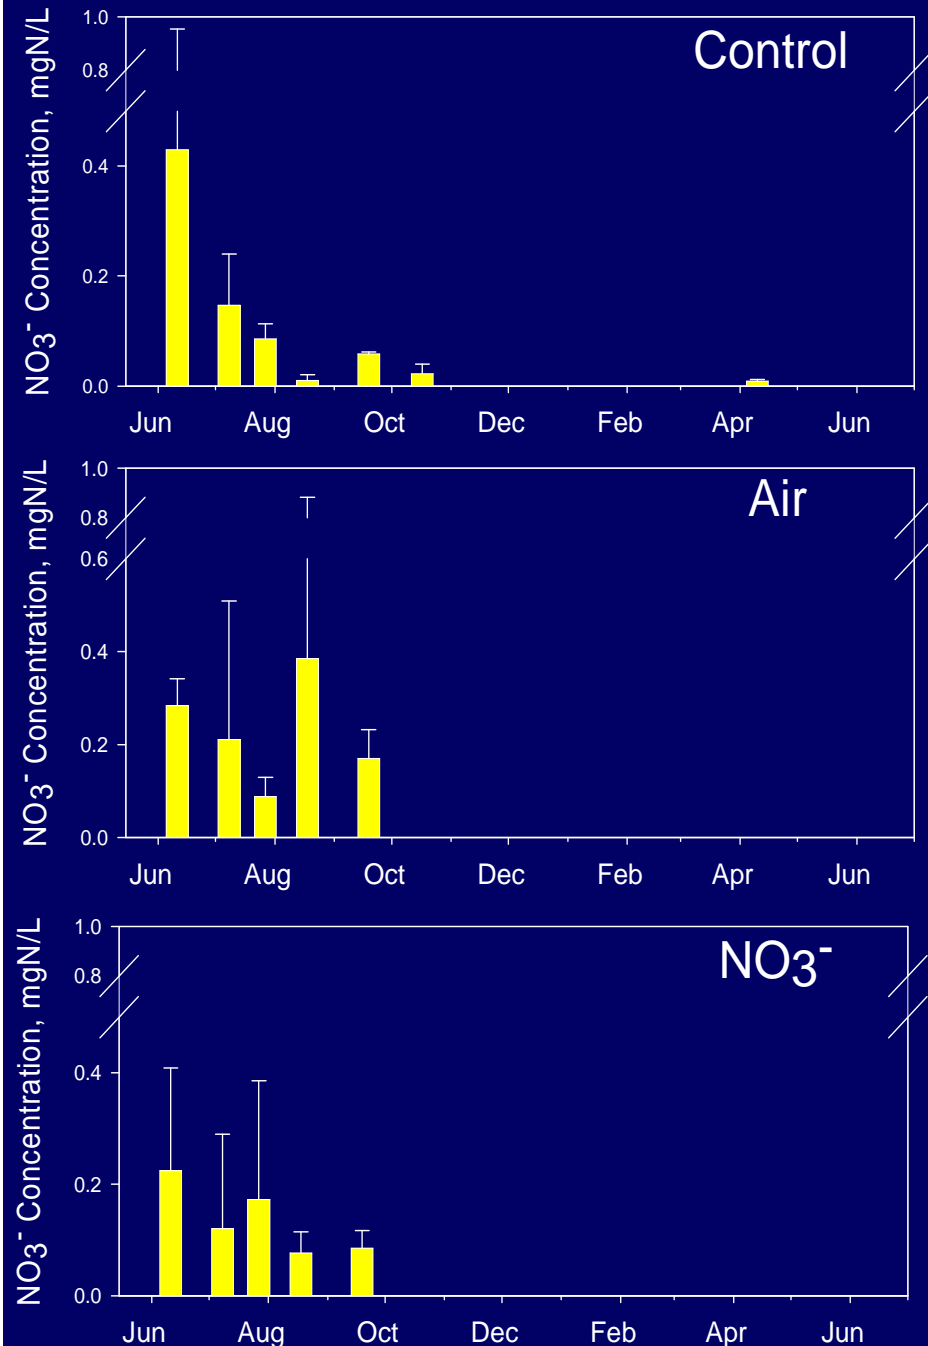 Control
NO3- Concentration, mgN/L
1.0
0.8
0.4
0.2
0.0
Jun Aug Oct Dec Feb Apr Jun
Air
NO3- Concentration, mgN/L
1.0
0.8
0.6
0.4
0.2
0.0
Jun Aug Oct Dec Feb Apr Jun
NO3-
NO3- Concentration, mgN/L
1.0
0.8
0.4
0.2
0.0
Jun Aug Oct Dec Feb Apr Jun